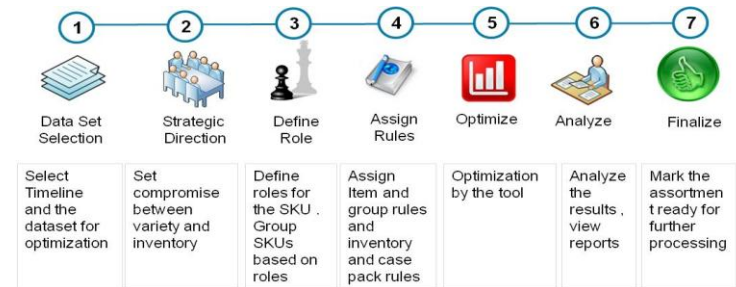 1 2 3 4 5 6 7
Data Set
Selection
Strategic
Direction
Define
Role
Assign
Rules
Optimize
Analyze
Finalize
Select
Timeline
and the
dataset for
optimization
Set
compromise
between
variety and
inventory
Define
roles for
the SKU .
Group
SKUs
based on
roles
Assign
Item and
group rules
and
inventory
and case
pack rules
Optimization
by the tool
Analyze
the
results ,
view
reports
Mark the
assortmen
t ready for
further
processing